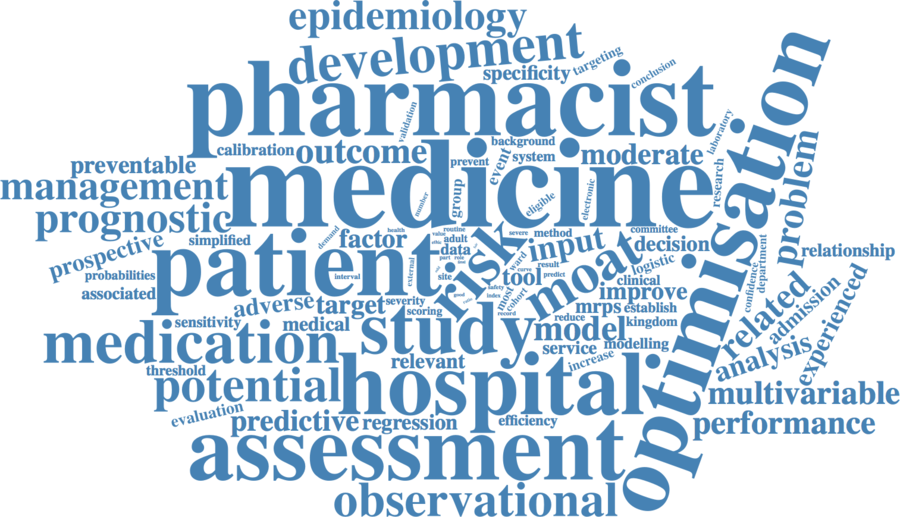 epidemiology
development
targeting
specificity
conclusion
pharmacist
validation
laboratory
optimisation
calibration
outcome
background
prevent
system
event
moderate
preventable
medicine
research
problem
management
number
group
eligible
electronic
prognostic
prospective
simplified
demand
health
factor
routine
value
adult
data
part
role
severe
method
committee
input
decision
relationship
patient
risk
moat
probabilities
interval
external
site
ward
result
curve
tool
predict
logistic
clinical
confidence
department
associated
adverse
target
severity
scoring
safety
index
cohort
most
record
improve
mrps
establish
related
admission
experienced
sensitivity
medical
study
reduce
model
kingdom
medication
relevant
service
modelling
increase
analysis
threshold
potential
hospital
multivariable
evaluation
predictive
regression
efficiency
performance
assessment
observational